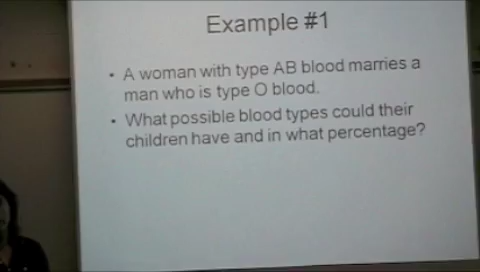 Example #1
• A woman with type AB blood marries a
man who is type O blood.
• What possible blood types could their
children have and in what percentage?